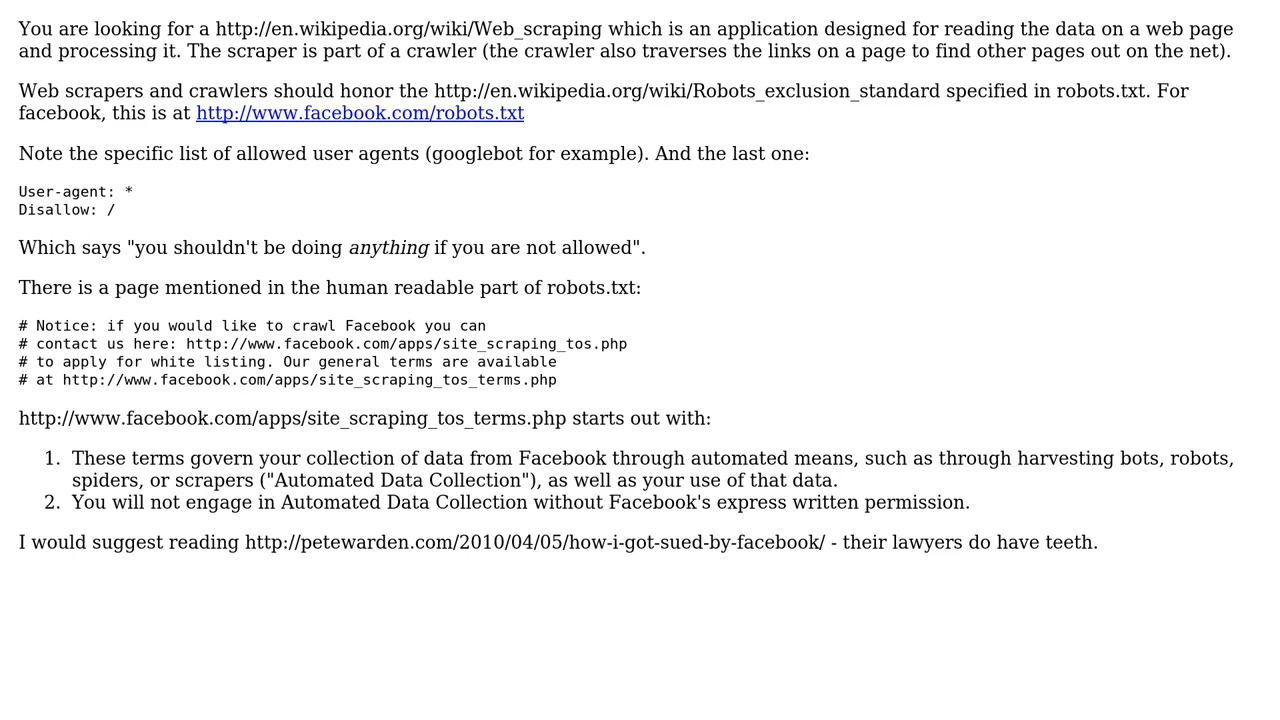 You are looking for a http://en.wikipedia.org/wiki/Web_scraping which is an application designed for reading the data on a web page
and processing it. The scraper is part of a crawler (the crawler also traverses the links on a page to find other pages out on the net).
Web scrapers and crawlers should honor the http://en.wikipedia.org/wiki/Robots_exclusion_standard specified in robots.txt. For
facebook, this is at http://www.facebook.com/robots.txt
Note the specific list of allowed user agents (googlebot for example). And the last one:
User-agent: *
Disallow: /
Which says "you shouldn't be doing anything if you are not allowed".
There is a page mentioned in the human readable part of robots.txt:
# Notice: if you would like to crawl Facebook you can
# contact us here: http://www.facebook.com/apps/site_scraping_tos.php
# to apply for white listing. Our general terms are available
# at http://www.facebook.com/apps/site_scraping_tos_terms.php
http://www.facebook.com/apps/site_scraping_tos_terms.php starts out with:
1. These terms govern your collection of data from Facebook through automated means, such as through harvesting bots, robots,
spiders, or scrapers ("Automated Data Collection"), as well as your use of that data.
2. You will not engage in Automated Data Collection without Facebook's express written permission.
I would suggest reading http://petewarden.com/2010/04/05/how-i-got-sued-by-facebook/ - their lawyers do have teeth.